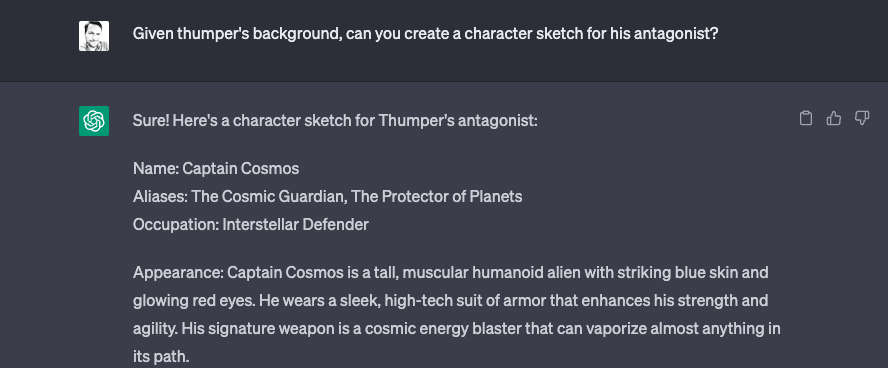 Given thumper's background, can you create a character sketch for his antagonist?
Sure! Here's a character sketch for Thumper's antagonist:
Name: Captain Cosmos
Aliases: The Cosmic Guardian, The Protector of Planets
Occupation: Interstellar Defender
Appearance: Captain Cosmos is a tall, muscular humanoid alien with striking blue skin and
glowing red eyes. He wears a sleek, high-tech suit of armor that enhances his strength and
agility. His signature weapon is a cosmic energy blaster that can vaporize almost anything in
its path.